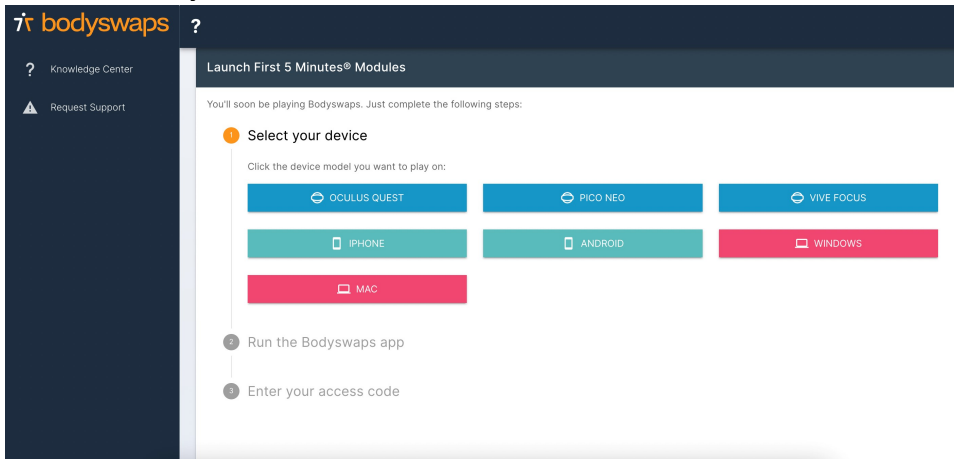 bodyswaps
?
? Knowledge Center
Request Support
Launch First 5 Minutes® Modules
You'll soon be playing Bodyswaps. Just complete the following steps:
1 Select your device
Click the device model you want to play on:
OCULUS QUEST PICO NEO VIVE FOCUS
IPHONE ANDROID WINDOWS
MAC
2 Run the Bodyswaps app
3 Enter your access code